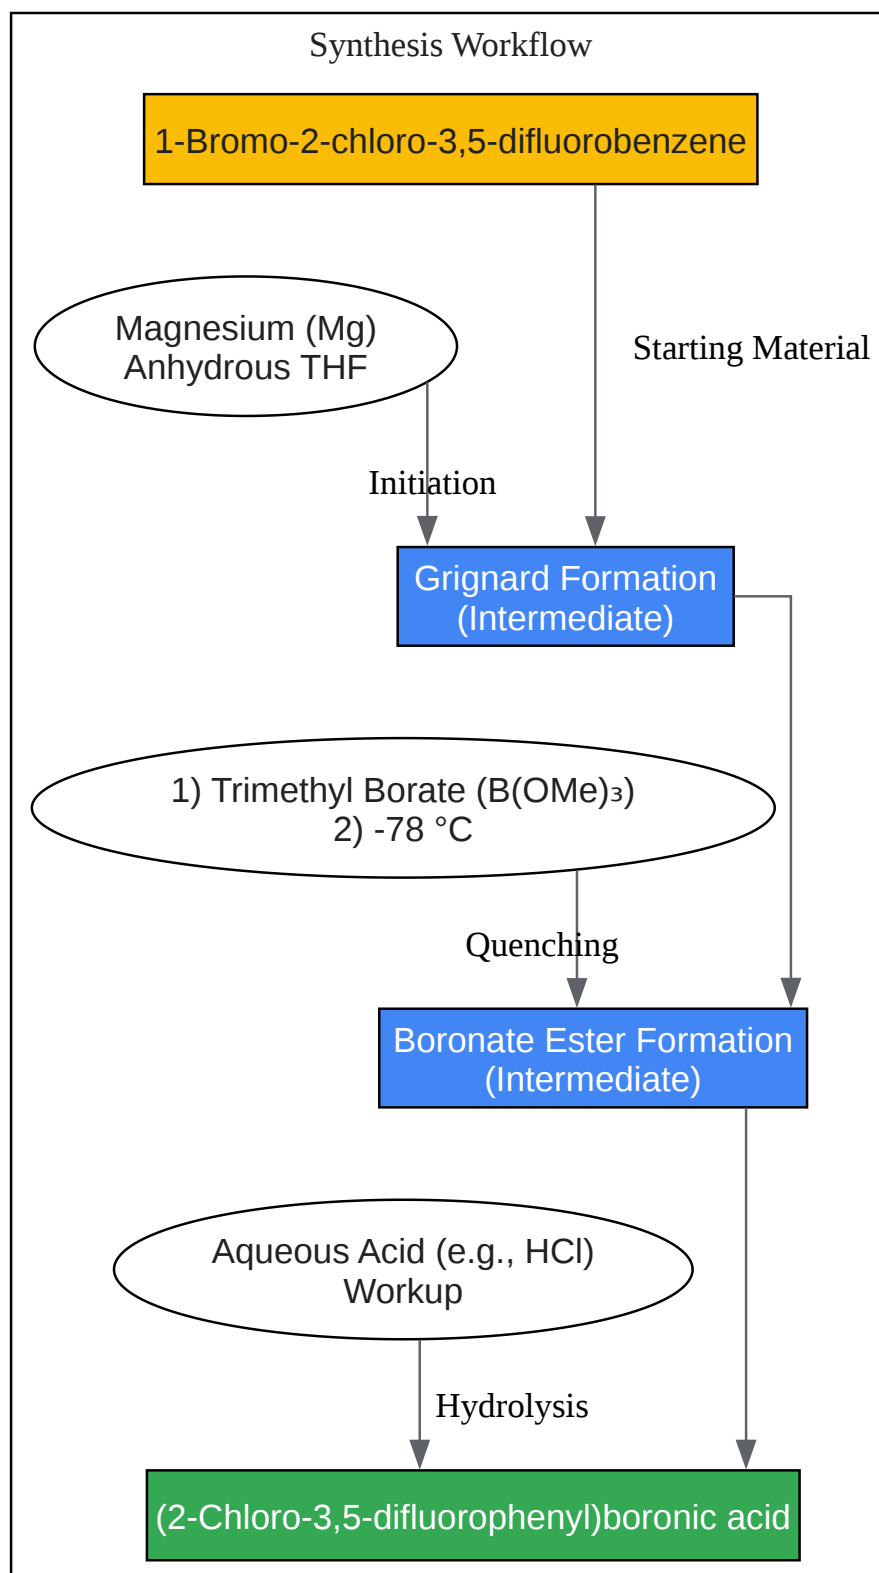 Synthesis Workflow
1-Bromo-2-chloro-3,5-difluorobenzene
Magnesium (Mg)
Anhydrous THF
Starting Material
Initiation
Grignard Formation
(Intermediate)
1) Trimethyl Borate (B(OMe)₃)
2) -78 °C
Quenching
Boronate Ester Formation
(Intermediate)
Aqueous Acid (e.g., HCl)
Workup
Hydrolysis
(2-Chloro-3,5-difluorophenyl)boronic acid